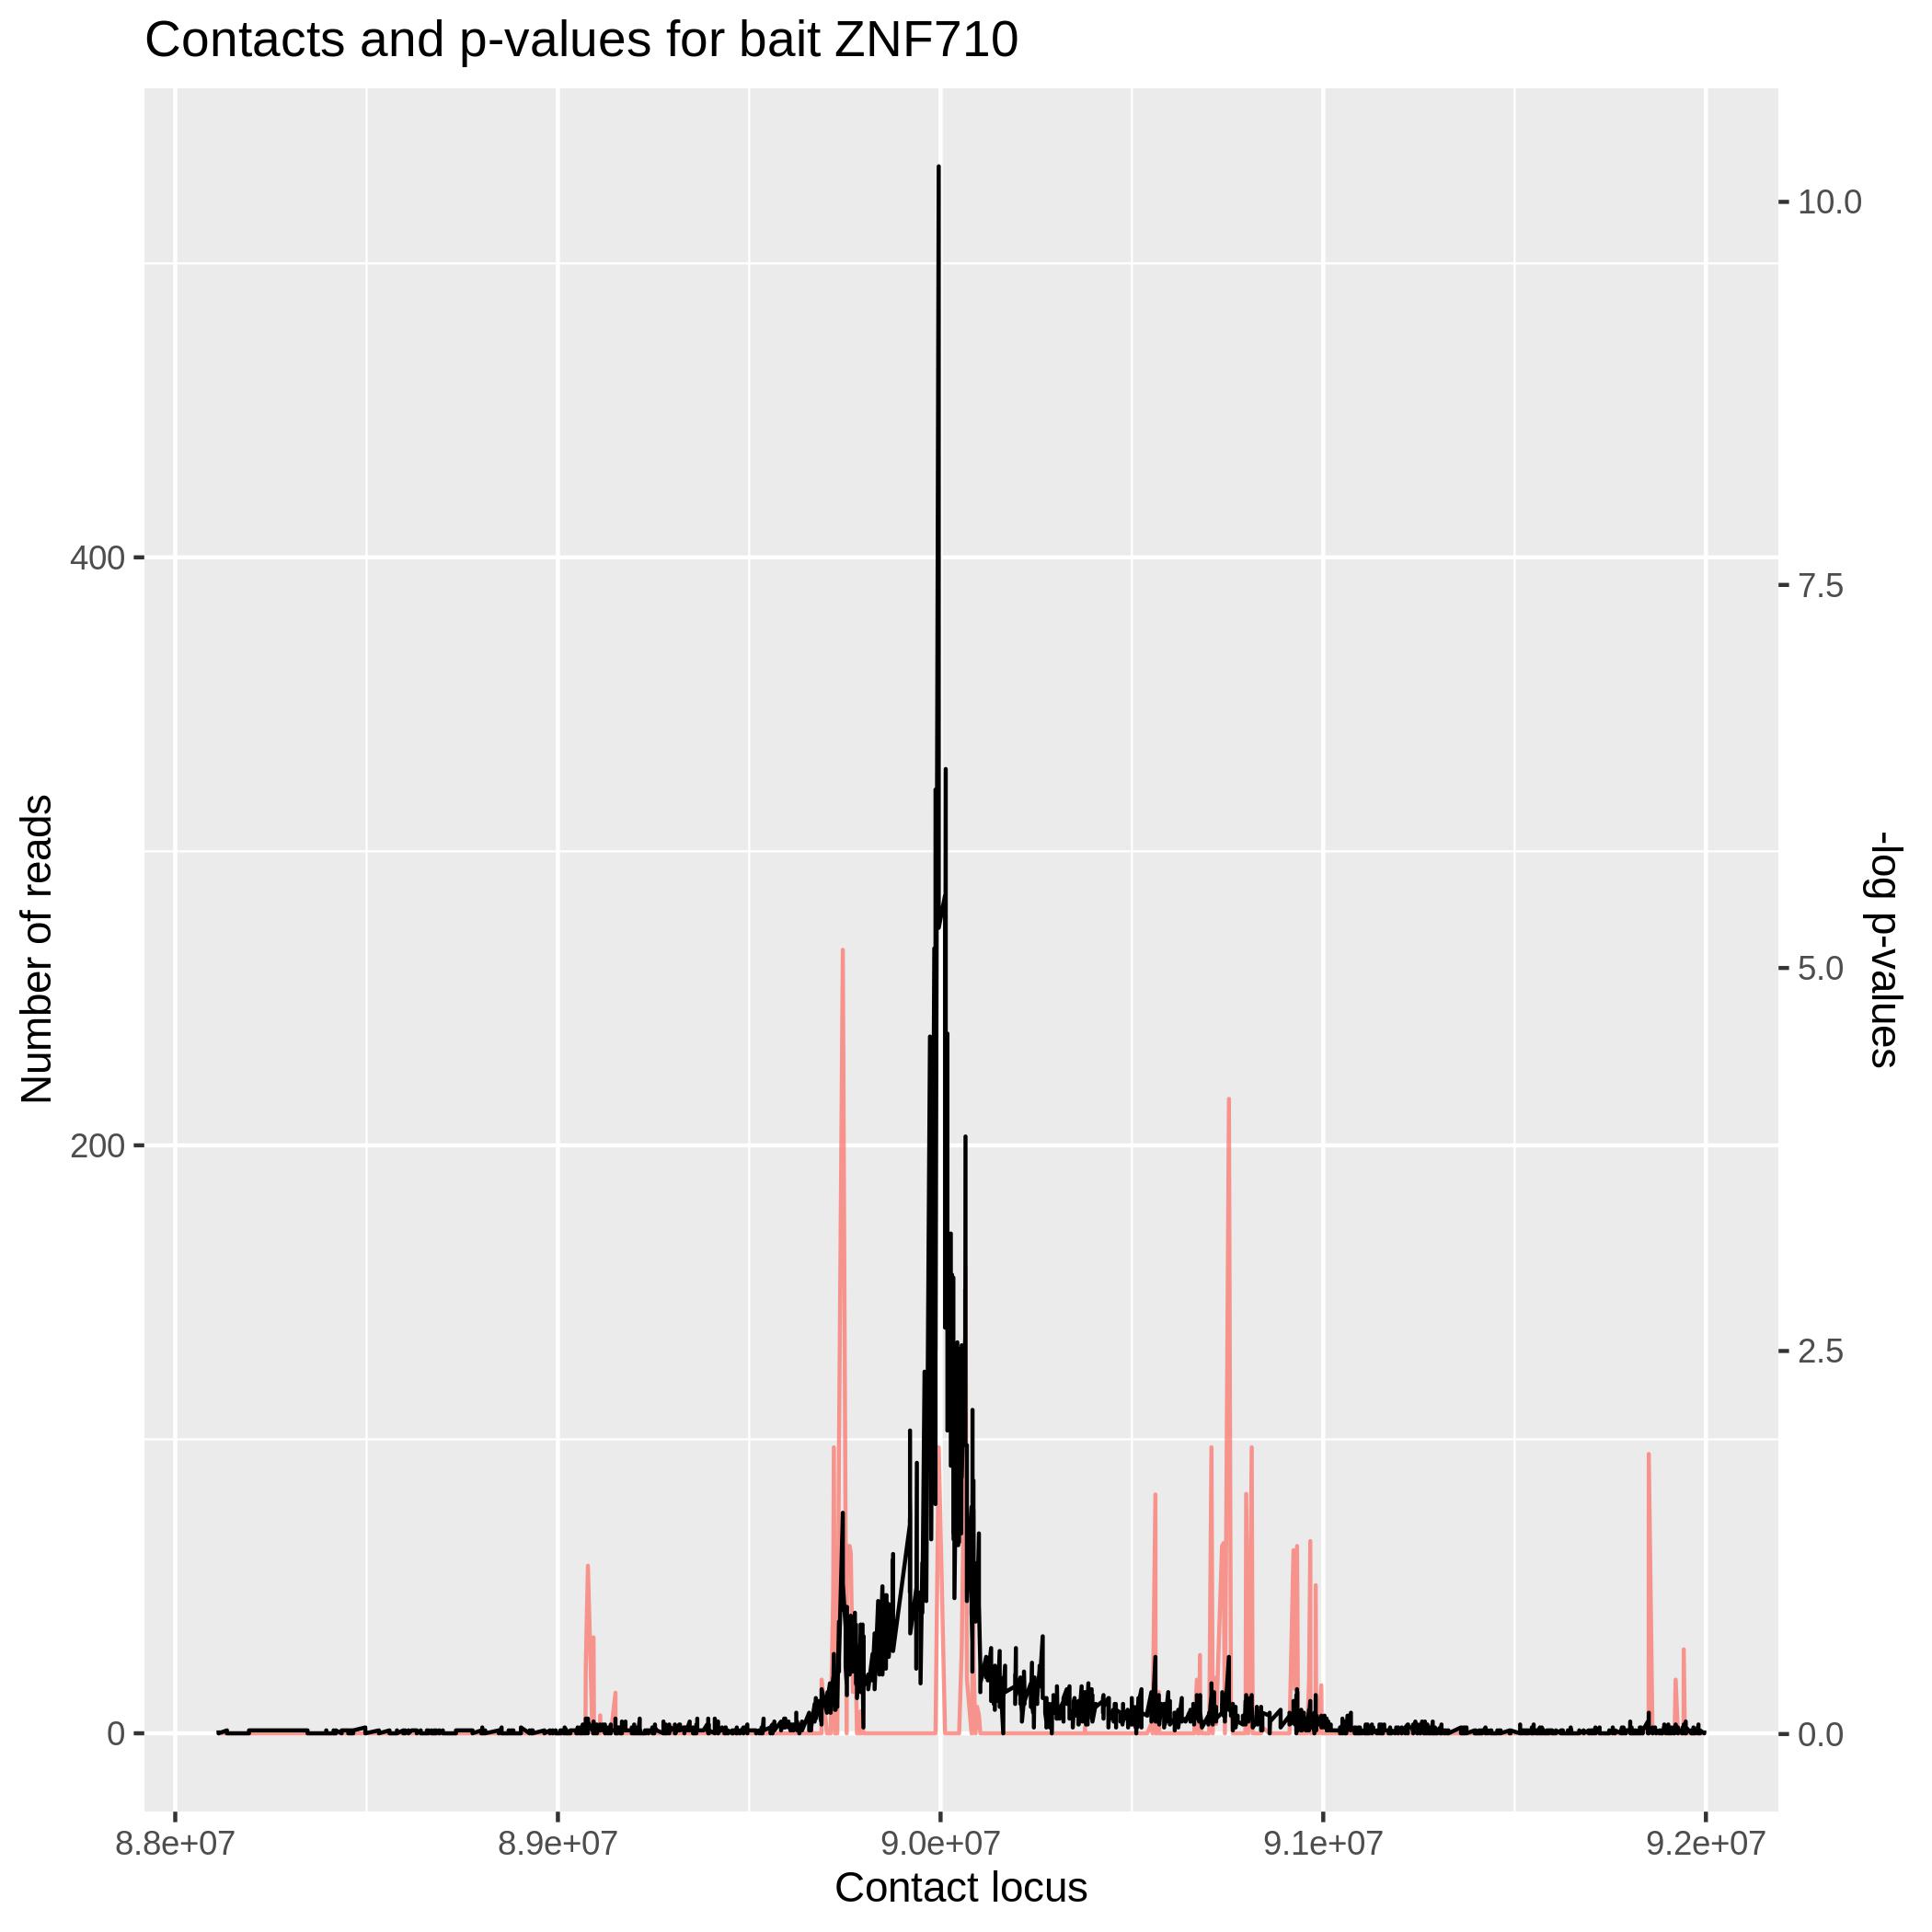 Contacts and p-values for bait ZNF710
Number of reads
400
200
0
10.0
7.5
5.0
2.5
0.0
-log p-values
8.8e+07 8.9e+07 9.0e+07 9.1e+07 9.2e+07
Contact locus